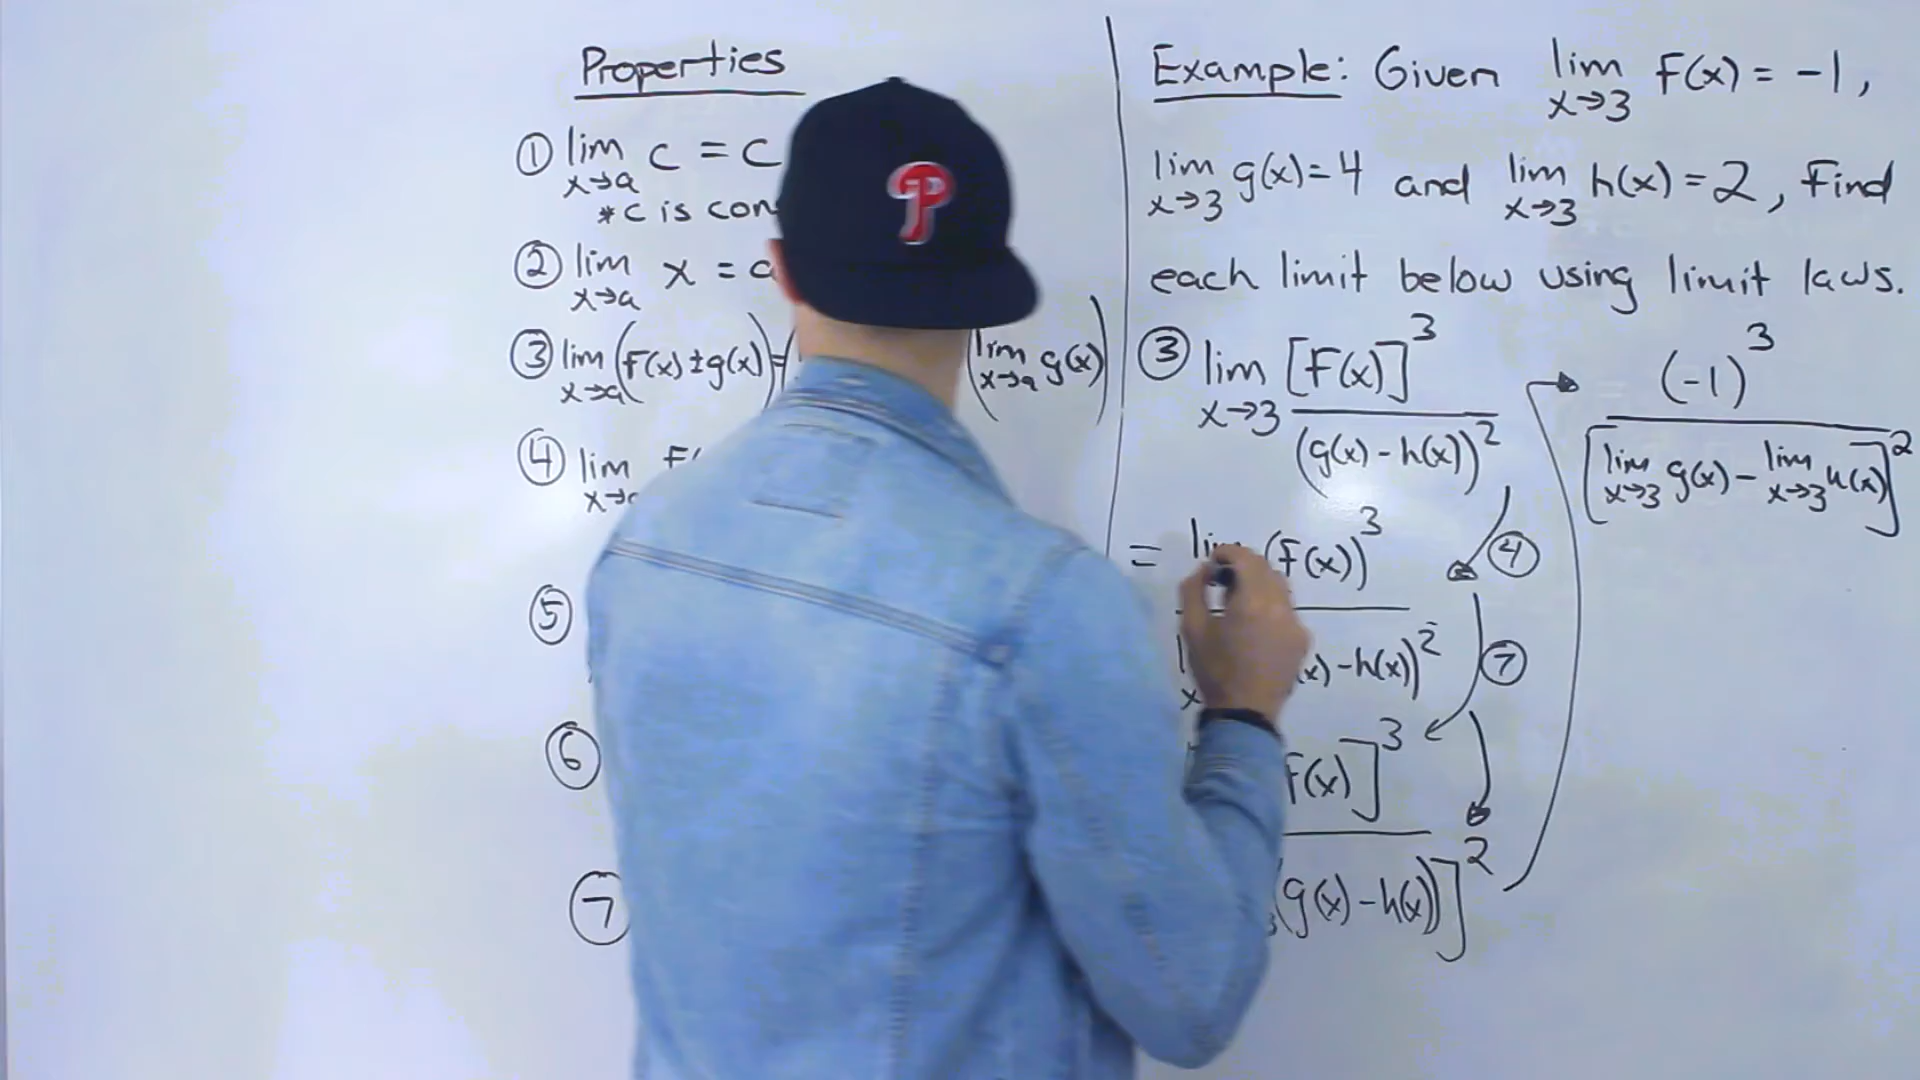 Properties
① lim c = c
x→a
*c is con
② lim x =
x→a
③ lim (f(x) ± g(x)) = (
x→a
lim g(x))
x→a
④ lim
⑤
⑥
⑦
Example: Given lim f(x) = -1,
x→3
lim g(x) = 4 and lim h(x) = 2, Find
x→3 x→3
each limit below using limit laws.
③ lim [f(x)]³
x→3 (g(x) - h(x))²
= lim (f(x))³
④
(x) - h(x))²
⑦
f(x)]³
(g(x) - h(x))]²
(-1)³
[lim g(x) - lim h(x)]²
x→3 x→3
P